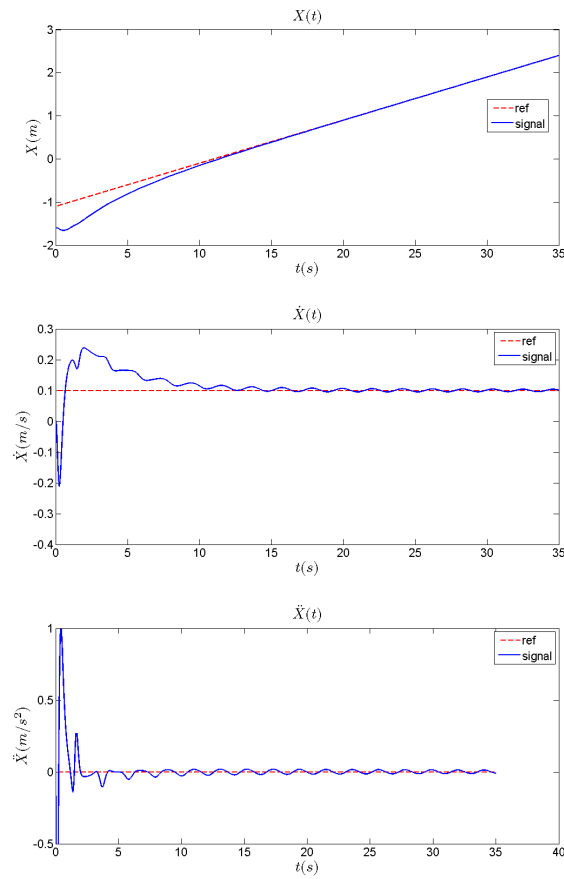 X(t)
3
2
1
0
-1
-2
X(m)
ref
signal
0 5 10 15 20 25 30 35
t(s)
Ẋ(t)
0.3
0.2
0.1
0
-0.1
-0.2
-0.3
-0.4
Ẋ(m/s)
ref
signal
0 5 10 15 20 25 30 35
t(s)
Ẍ(t)
1
0.5
0
-0.5
Ẍ(m/s²)
ref
signal
0 5 10 15 20 25 30 35 40
t(s)